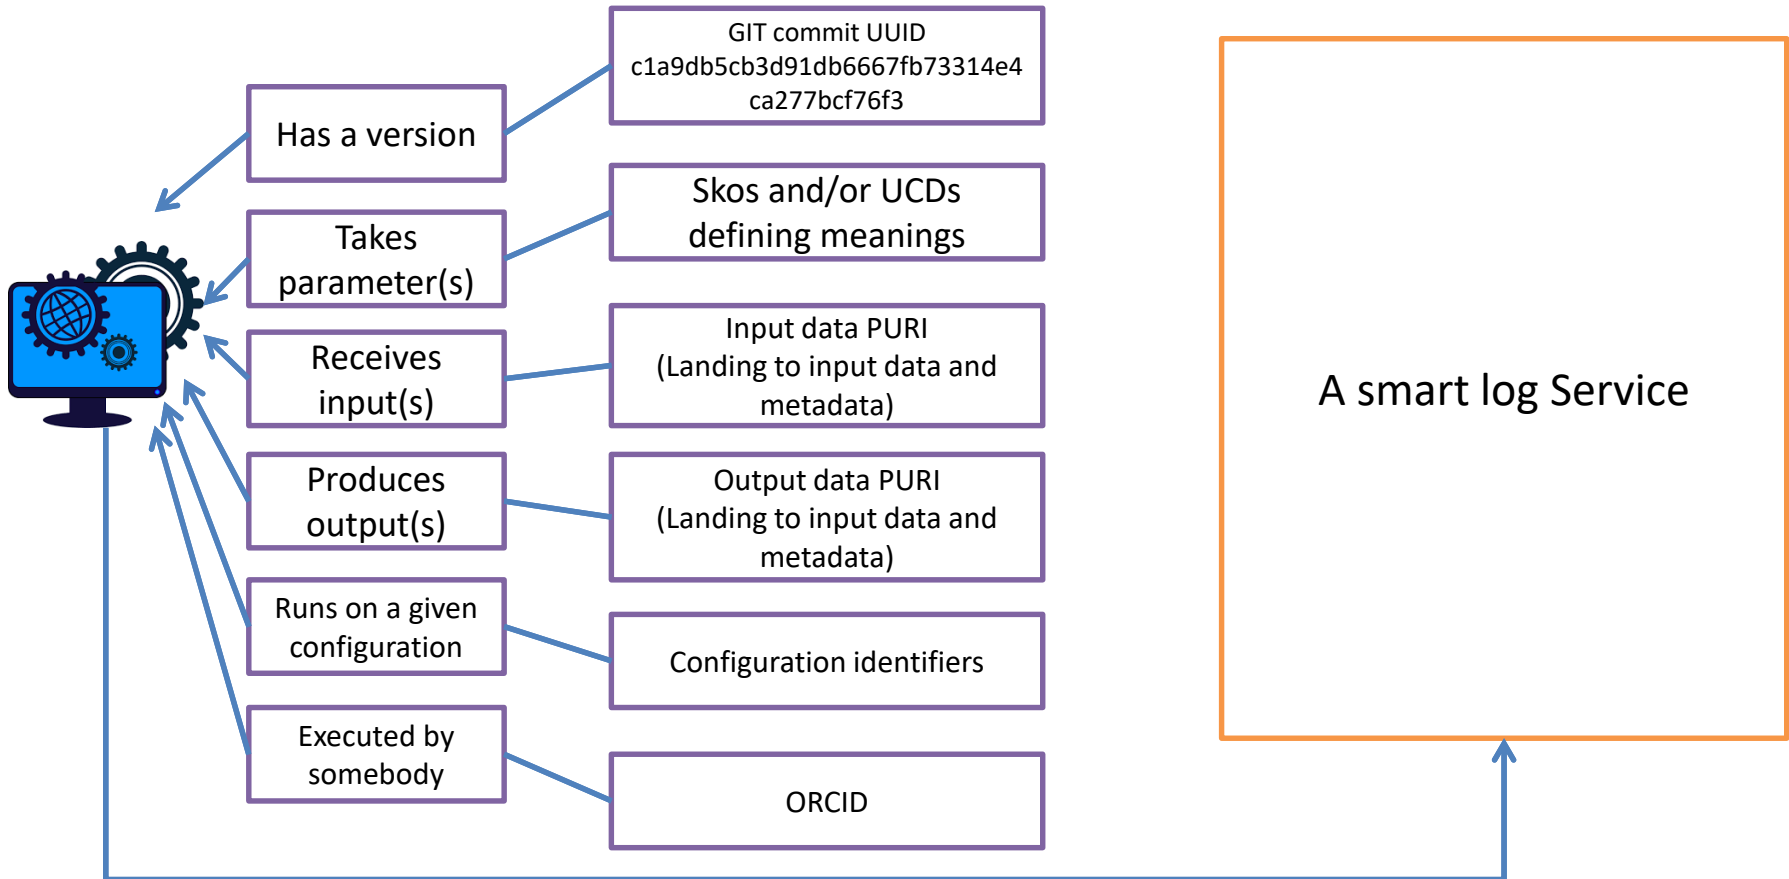 GIT commit UUID
c1a9db5cb3d91db6667fb73314e4
ca277bcf76f3
Has a version
Skos and/or UCDs
defining meanings
Takes
parameter(s)
Input data PURI
(Landing to input data and
metadata)
Receives
input(s)
A smart log Service
Output data PURI
(Landing to input data and
metadata)
Produces
output(s)
Runs on a given
configuration
Configuration identifiers
Executed by
somebody
ORCID